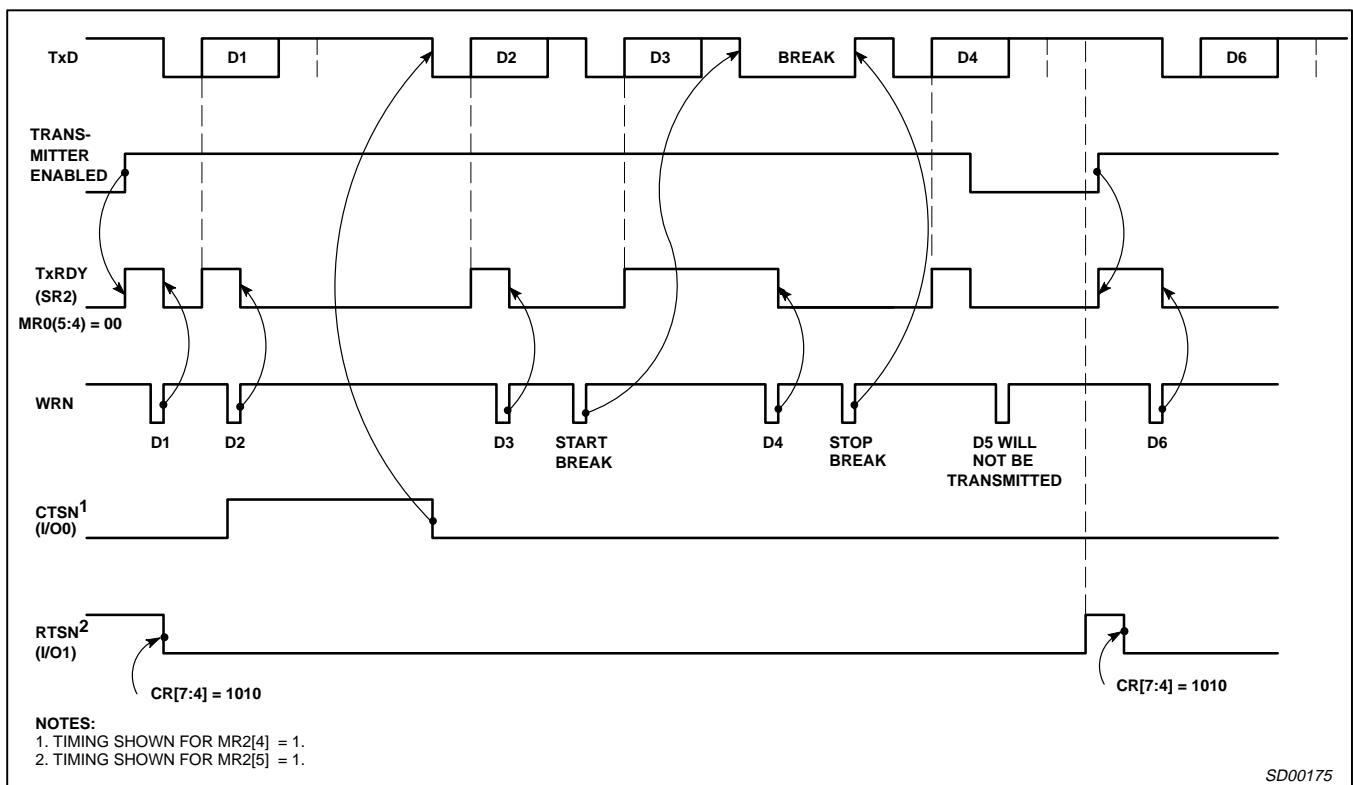 TxD
D1
D2
D3
BREAK
D4
D6
TRANS-
MITTER
ENABLED
TxRDY
(SR2)
MR0(5:4) = 00
WRN
D1
D2
D3
START
BREAK
D4
STOP
BREAK
D5 WILL
NOT BE
TRANSMITTED
D6
CTSN1
(I/O0)
RTSN2
(I/O1)
CR[7:4] = 1010
CR[7:4] = 1010
NOTES:
1. TIMING SHOWN FOR MR2[4] = 1.
2. TIMING SHOWN FOR MR2[5] = 1.
SD00175